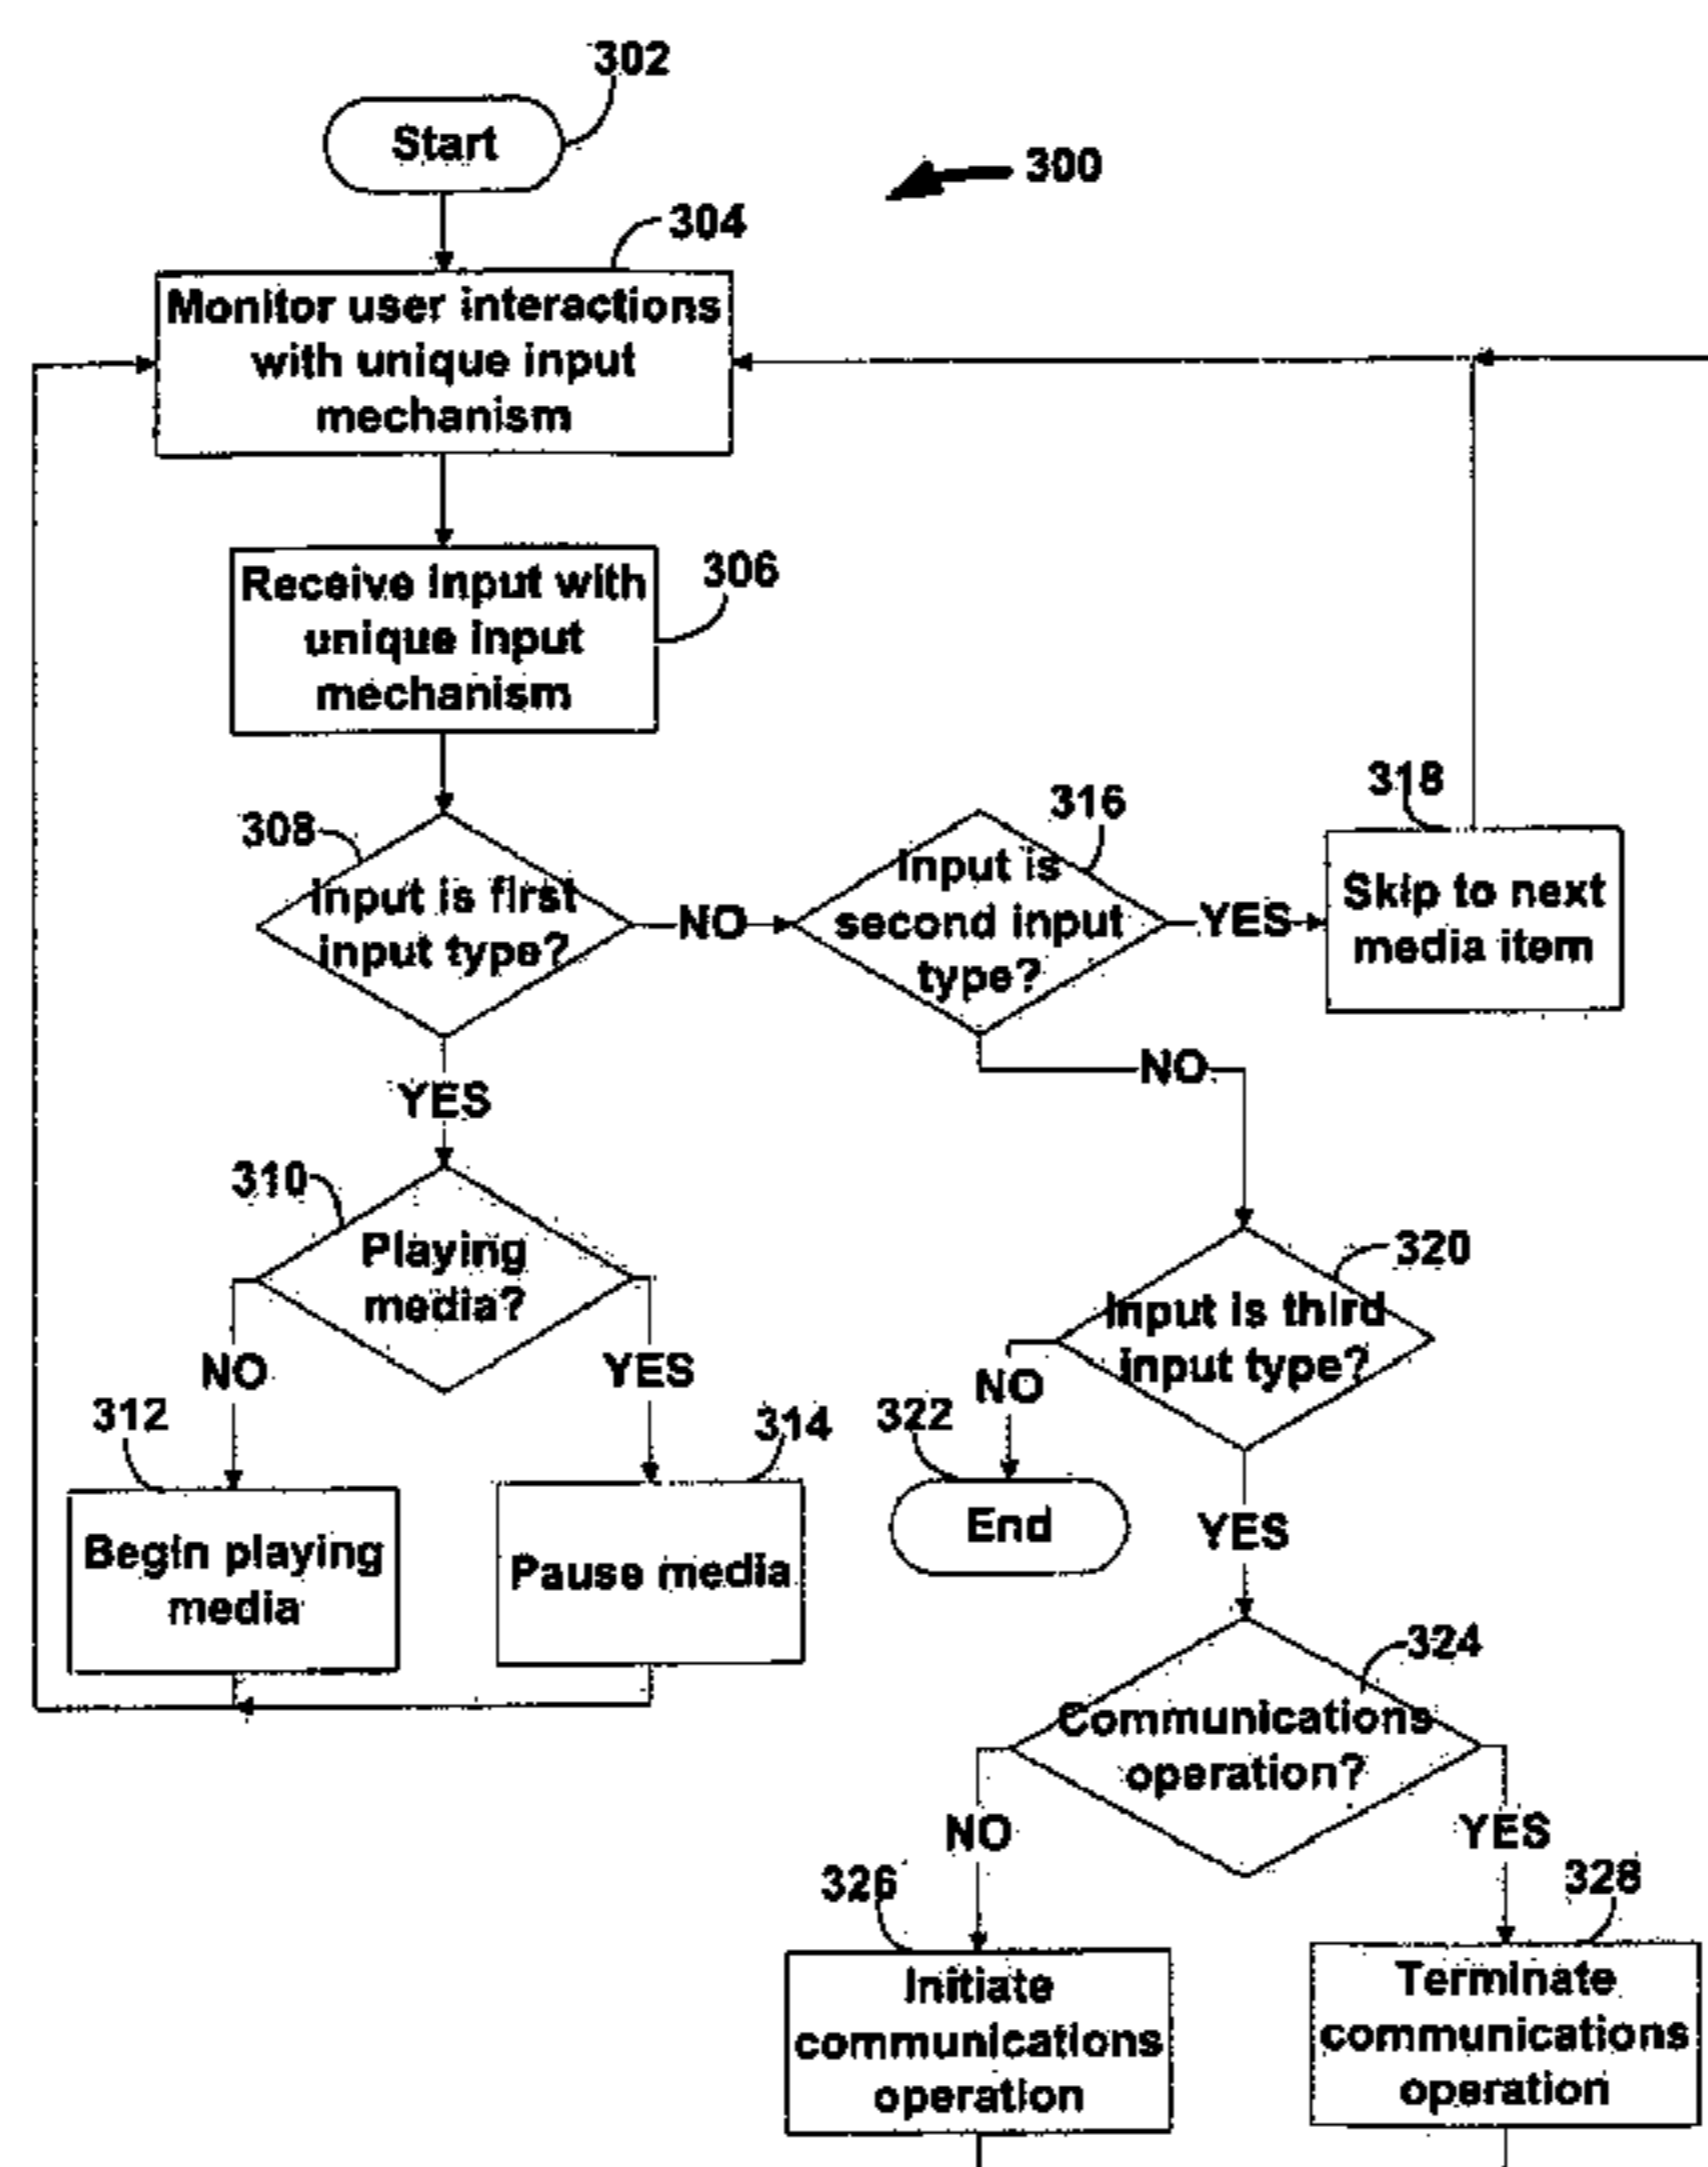 302
Start
300
304
Monitor user interactions
with unique input
mechanism
306
Receive input with
unique input
mechanism
308
Input is first
input type?
NO
316
Input is
second input
type?
YES
318
Skip to next
media item
YES
NO
310
Playing
media?
320
Input is third
input type?
NO
YES
NO
312
314
322
Begin playing
media
Pause media
End
YES
324
Communications
operation?
NO
YES
326
328
Initiate
communications
operation
Terminate
communications
operation